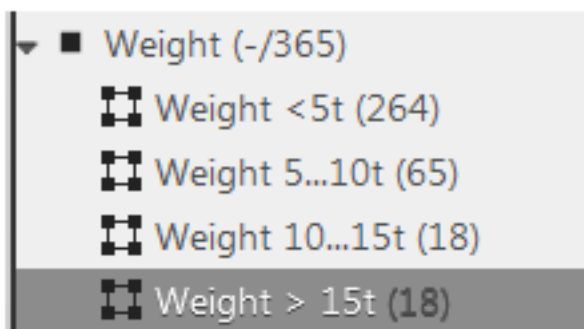 Weight (-/365)
Weight <5t (264)
Weight 5...10t (65)
Weight 10...15t (18)
Weight > 15t (18)